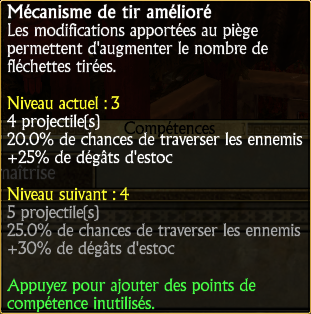 Mécanisme de tir amélioré
Les modifications apportées au piège
permettent d'augmenter le nombre de
fléchettes tirées.
Niveau actuel : 3
4 projectile(s)
Compétences
20.0% de chances de traverser les ennemis
+25% de dégâts d'estoc
maîtrise
Niveau suivant : 4
5 projectile(s)
25.0% de chances de traverser les ennemis
+30% de dégâts d'estoc
Appuyez pour ajouter des points de
compétence inutilisés.